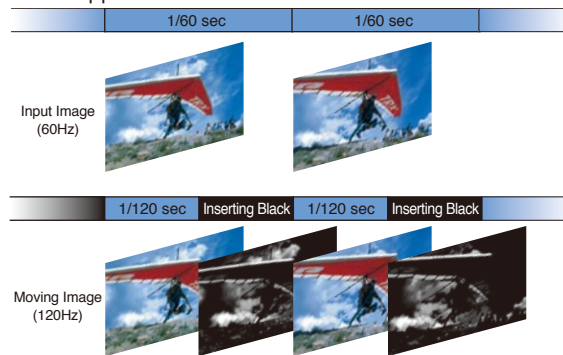 1/60 sec 1/60 sec
Input Image
(60Hz)
1/120 sec Inserting Black 1/120 sec Inserting Black
Moving Image
(120Hz)